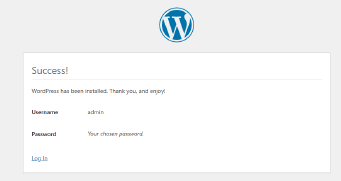 Success!
WordPress has been installed. Thank you, and enjoy!
Username admin
Password Your chosen password.
Log In